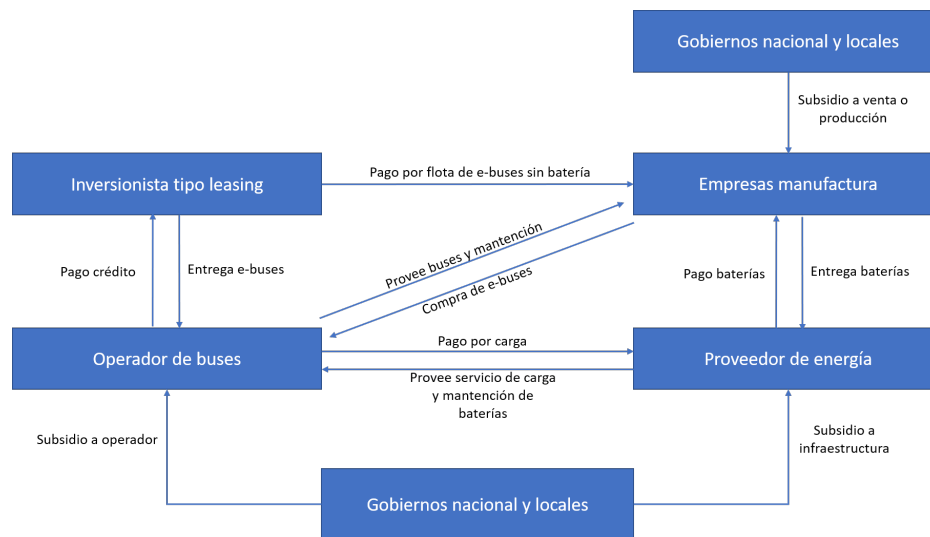 Gobiernos nacional y locales
Subsidio a venta o
producción
Inversionista tipo leasing
Pago por flota de e-buses sin batería
Empresas manufactura
Pago crédito
Entrega e-buses
Provee buses y mantención
Compra de e-buses
Pago baterías
Entrega baterías
Operador de buses
Pago por carga
Proveedor de energía
Provee servicio de carga
y mantención de
baterías
Subsidio a operador
Subsidio a
infraestructura
Gobiernos nacional y locales